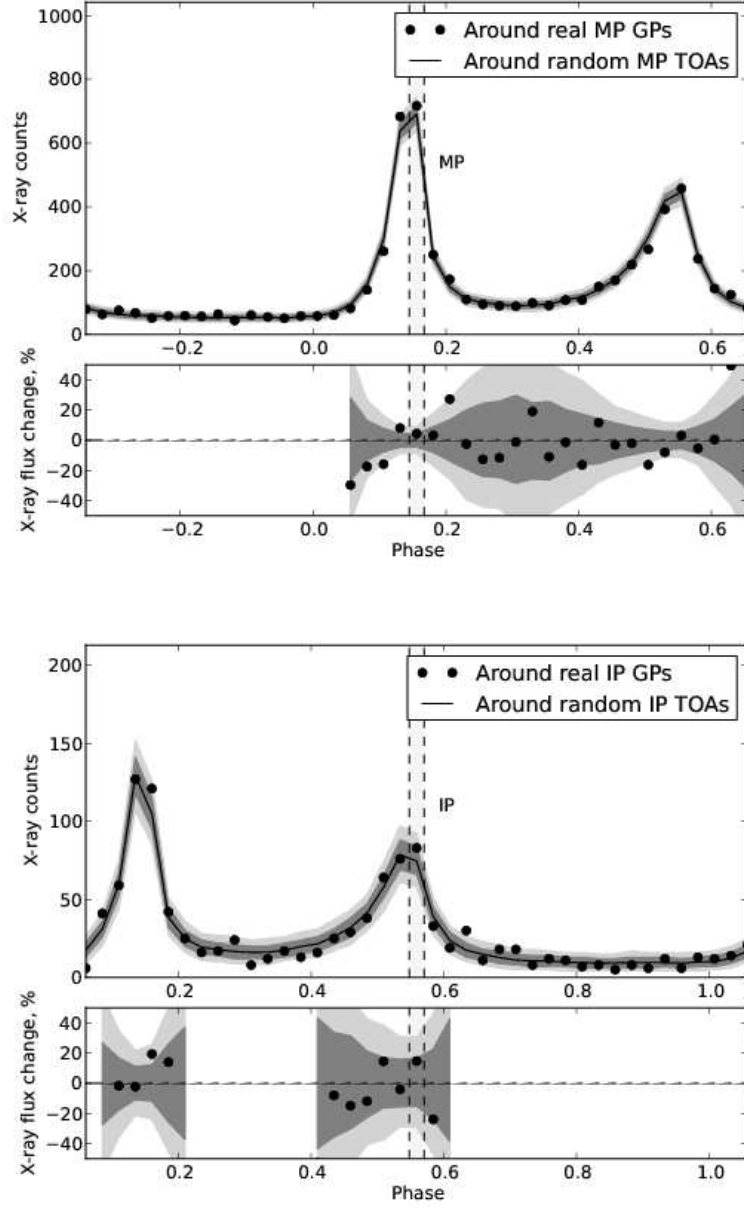 1000
800
600
400
200
0
X-ray counts
Around real MP GPs
Around random MP TOAs
MP
−0.2 0.0 0.2 0.4 0.6
40
20
0
−20
−40
X-ray flux change, %
−0.2 0.0 0.2 0.4 0.6
Phase
200
150
100
50
0
X-ray counts
Around real IP GPs
Around random IP TOAs
IP
0.2 0.4 0.6 0.8 1.0
40
20
0
−20
−40
X-ray flux change, %
0.2 0.4 0.6 0.8 1.0
Phase